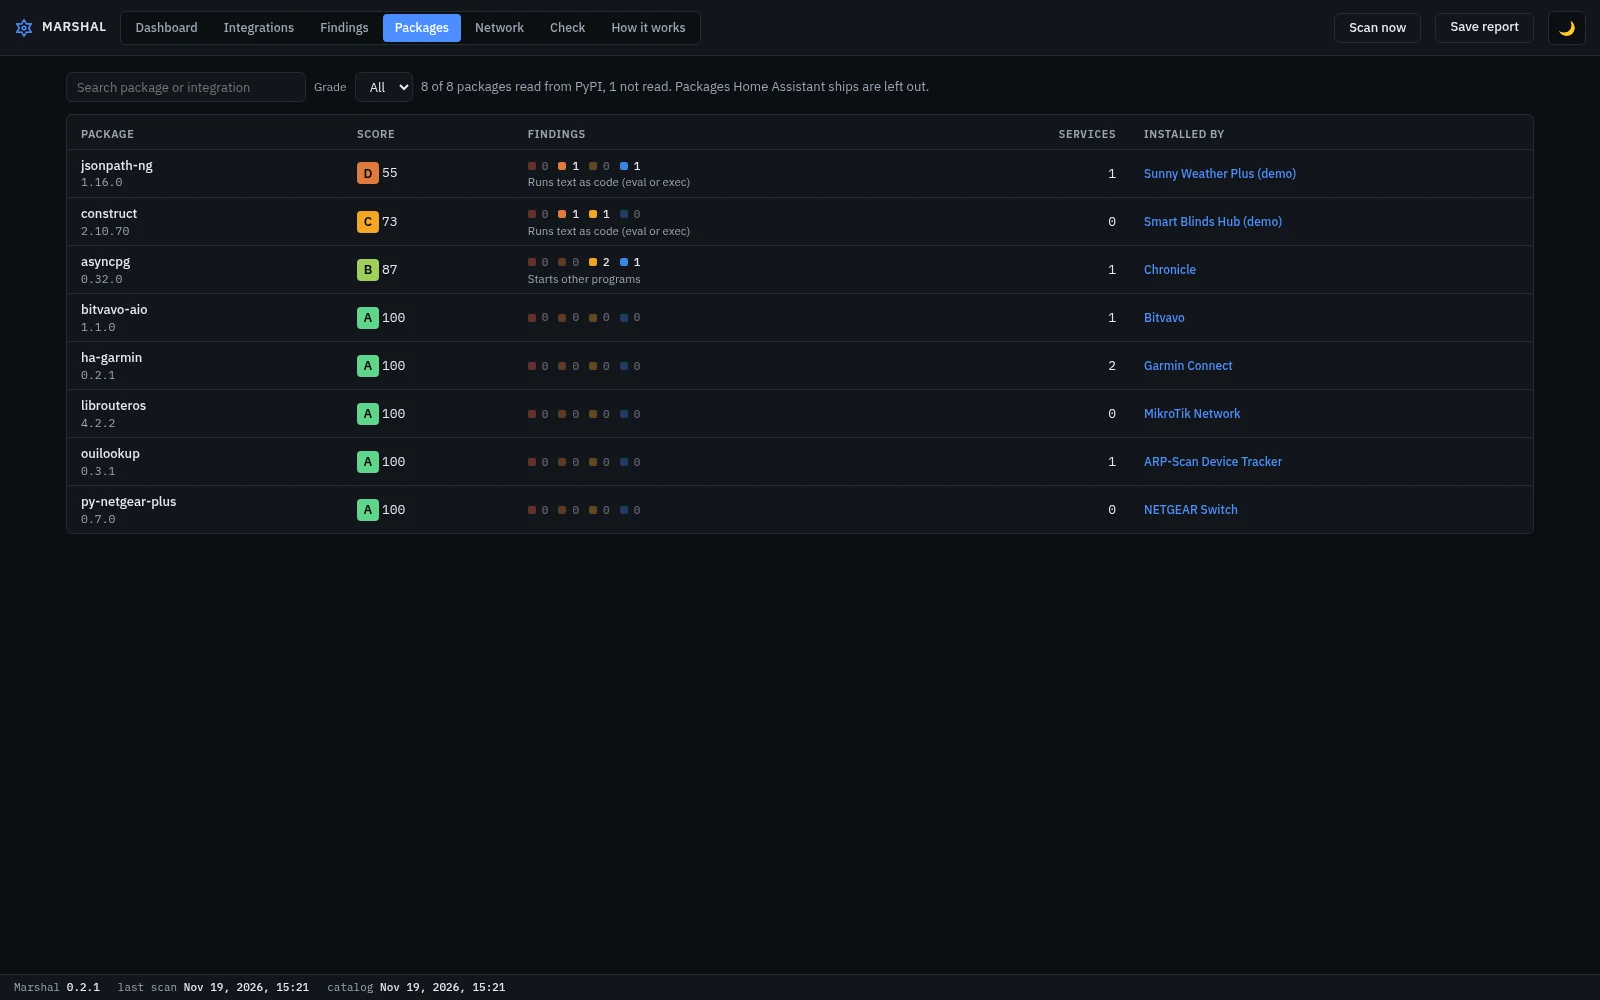 MARSHAL Dashboard Integrations Findings Packages Network Check How it works Scan now Save report
Search package or integration Grade All 8 of 8 packages read from PyPI, 1 not read. Packages Home Assistant ships are left out.
PACKAGE SCORE FINDINGS SERVICES INSTALLED BY
jsonpath-ng
1.16.0
D 55
0 1 0 1
Runs text as code (eval or exec)
1 Sunny Weather Plus (demo)
construct
2.10.70
C 73
0 1 1 0
Runs text as code (eval or exec)
0 Smart Blinds Hub (demo)
asyncpg
0.32.0
B 87
0 0 2 1
Starts other programs
1 Chronicle
bitvavo-aio
1.1.0
A 100
0 0 0 0
1 Bitvavo
ha-garmin
0.2.1
A 100
0 0 0 0
2 Garmin Connect
librouteros
4.2.2
A 100
0 0 0 0
0 MikroTik Network
ouilookup
0.3.1
A 100
0 0 0 0
1 ARP-Scan Device Tracker
py-netgear-plus
0.7.0
A 100
0 0 0 0
0 NETGEAR Switch
Marshal 0.2.1 last scan Nov 19, 2026, 15:21 catalog Nov 19, 2026, 15:21